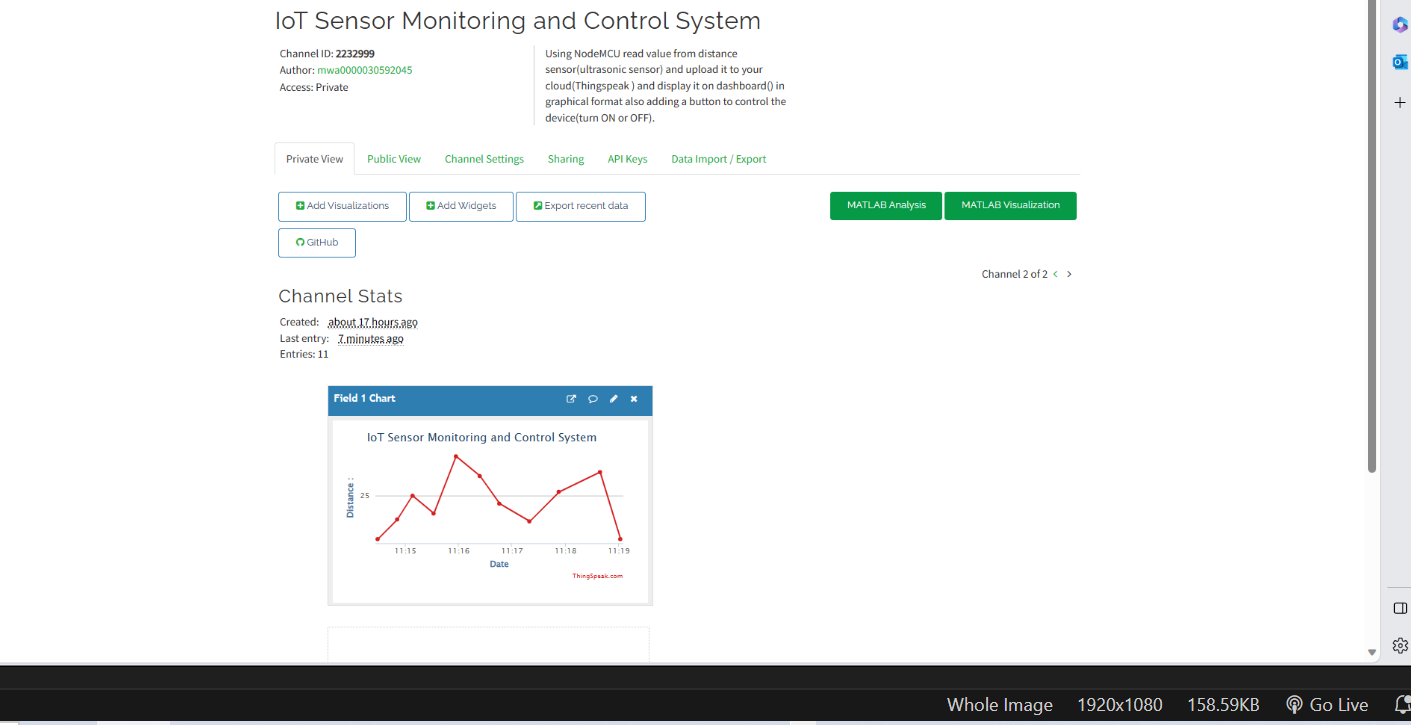 IoT Sensor Monitoring and Control System
Channel ID: 2232999
Author: mwa0000030592045
Access: Private
Using NodeMCU read value from distance
sensor(ultrasonic sensor) and upload it to your
cloud(Thingspeak ) and display it on dashboard() in
graphical format also adding a button to control the
device(turn ON or OFF).
Private View
Public View
Channel Settings
Sharing
API Keys
Data Import / Export
Add Visualizations
Add Widgets
Export recent data
MATLAB Analysis
MATLAB Visualization
GitHub
Channel 2 of 2 < >
Channel Stats
Created: about 17 hours ago
Last entry: 7 minutes ago
Entries: 11
Field 1 Chart
IoT Sensor Monitoring and Control System
Distance :
25
11:15 11:16 11:17 11:18 11:19
Date
ThingSpeak.com
Whole Image 1920x1080 158.59KB Go Live